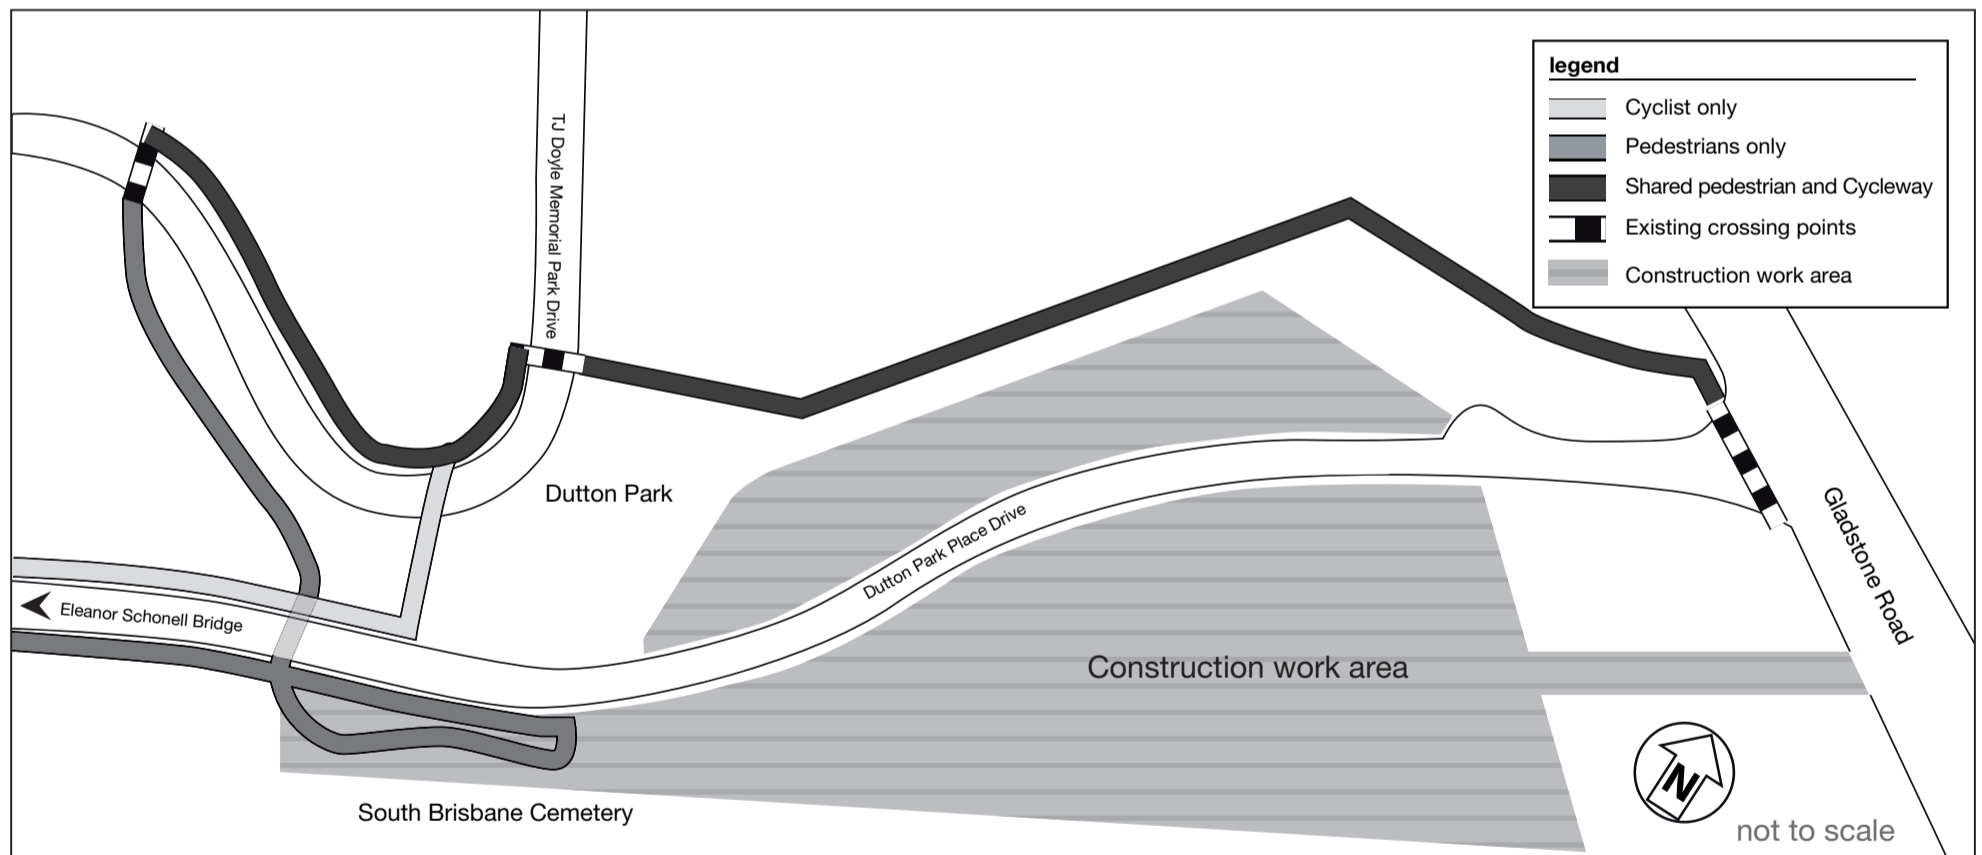 legend
Cyclist only
Pedestrians only
Shared pedestrian and Cycleway
Existing crossing points
Construction work area
TJ Doyle Memorial Park Drive
Dutton Park
Dutton Park Place Drive
Gladstone Road
Eleanor Schonell Bridge
Construction work area
South Brisbane Cemetery
N
not to scale